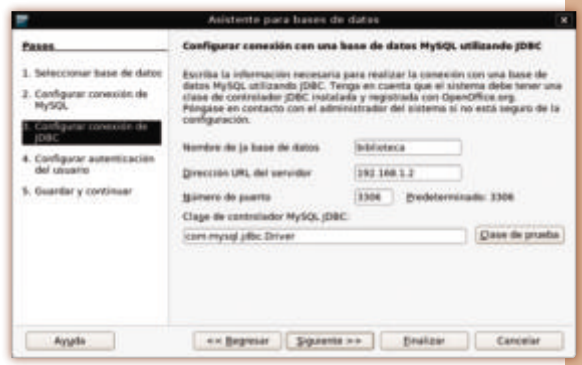 Asistente para bases de datos
Pasos
1. Seleccionar base de datos
2. Configurar conexión de
MySQL
3. Configurar conexión de
JDBC
4. Configurar autenticación
del usuario
5. Guardar y continuar
Configurar conexión con una base de datos MySQL utilizando JDBC
Escriba la información necesaria para realizar la conexión con una base de
datos MySQL utilizando JDBC. Tenga en cuenta que el sistema debe tener una
clase de controlador JDBC instalada y registrada con OpenOffice.org.
Póngase en contacto con el administrador del sistema si no está seguro de la
configuración.
Nombre de la base de datos
biblioteca
Dirección URL del servidor
192.168.1.2
Número de puerto
3306
Predeterminado: 3306
Clase de controlador MySQL JDBC:
com.mysql.jdbc.Driver
Clase de prueba
Ayuda
<< Regresar
Siguiente >>
Finalizar
Cancelar